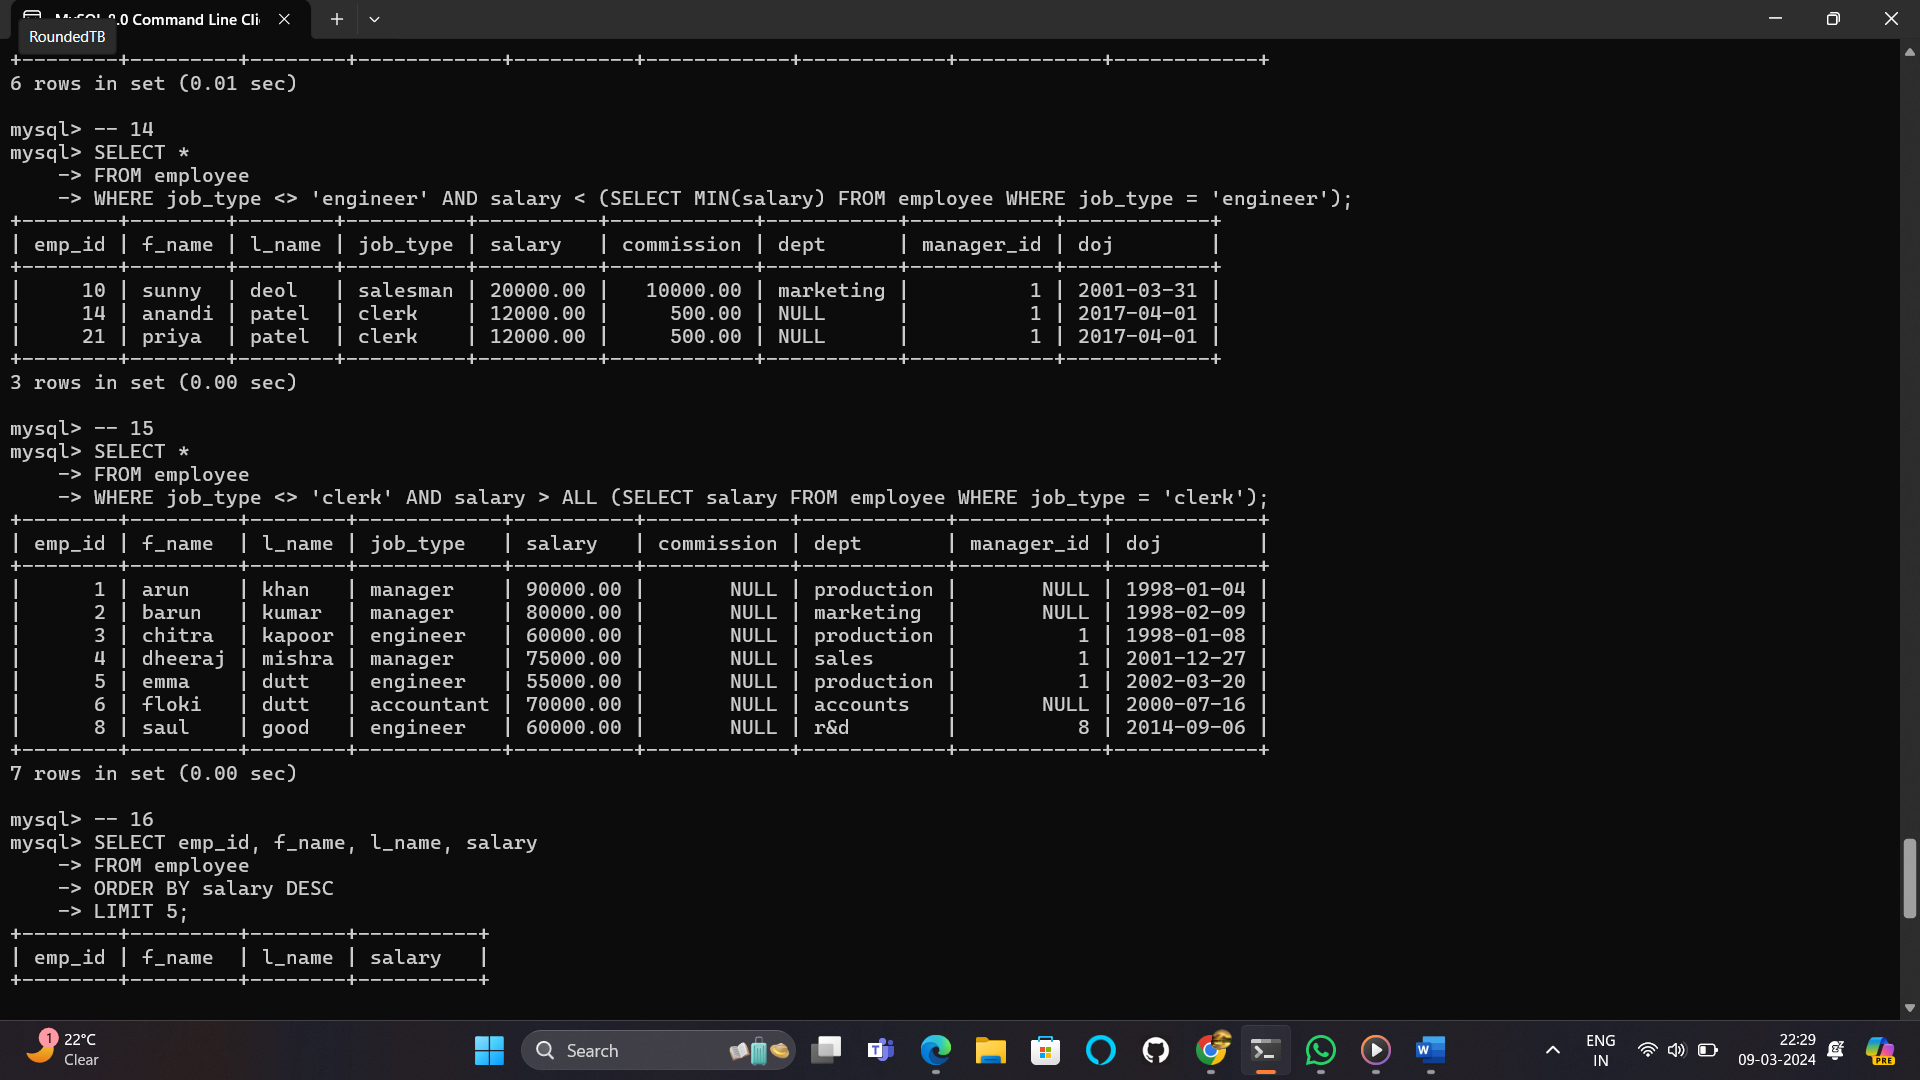 MySQL 8.0 Command Line Cli
RoundedTB
+--------+---------+--------+------------+----------+------------+------------+------------+------------+
6 rows in set (0.01 sec)
mysql> -- 14
mysql> SELECT *
    -> FROM employee
    -> WHERE job_type <> 'engineer' AND salary < (SELECT MIN(salary) FROM employee WHERE job_type = 'engineer');
+--------+--------+--------+----------+----------+------------+-----------+------------+------------+
| emp_id | f_name | l_name | job_type | salary   | commission | dept      | manager_id | doj        |
+--------+--------+--------+----------+----------+------------+-----------+------------+------------+
|     10 | sunny  | deol   | salesman | 20000.00 |   10000.00 | marketing |          1 | 2001-03-31 |
|     14 | anandi | patel  | clerk    | 12000.00 |     500.00 | NULL      |          1 | 2017-04-01 |
|     21 | priya  | patel  | clerk    | 12000.00 |     500.00 | NULL      |          1 | 2017-04-01 |
+--------+--------+--------+----------+----------+------------+-----------+------------+------------+
3 rows in set (0.00 sec)
mysql> -- 15
mysql> SELECT *
    -> FROM employee
    -> WHERE job_type <> 'clerk' AND salary > ALL (SELECT salary FROM employee WHERE job_type = 'clerk');
+--------+---------+--------+------------+----------+------------+------------+------------+------------+
| emp_id | f_name  | l_name | job_type   | salary   | commission | dept       | manager_id | doj        |
+--------+---------+--------+------------+----------+------------+------------+------------+------------+
|      1 | arun    | khan   | manager    | 90000.00 |       NULL | production |       NULL | 1998-01-04 |
|      2 | barun   | kumar  | manager    | 80000.00 |       NULL | marketing  |       NULL | 1998-02-09 |
|      3 | chitra  | kapoor | engineer   | 60000.00 |       NULL | production |          1 | 1998-01-08 |
|      4 | dheeraj | mishra | manager    | 75000.00 |       NULL | sales      |          1 | 2001-12-27 |
|      5 | emma    | dutt   | engineer   | 55000.00 |       NULL | production |          1 | 2002-03-20 |
|      6 | floki   | dutt   | accountant | 70000.00 |       NULL | accounts   |       NULL | 2000-07-16 |
|      8 | saul    | good   | engineer   | 60000.00 |       NULL | r&d        |          8 | 2014-09-06 |
+--------+---------+--------+------------+----------+------------+------------+------------+------------+
7 rows in set (0.00 sec)
mysql> -- 16
mysql> SELECT emp_id, f_name, l_name, salary
    -> FROM employee
    -> ORDER BY salary DESC
    -> LIMIT 5;
+--------+---------+--------+----------+
| emp_id | f_name  | l_name | salary   |
+--------+---------+--------+----------+
1
22°C
Clear
Search
ENG
IN
22:29
09-03-2024
PRE